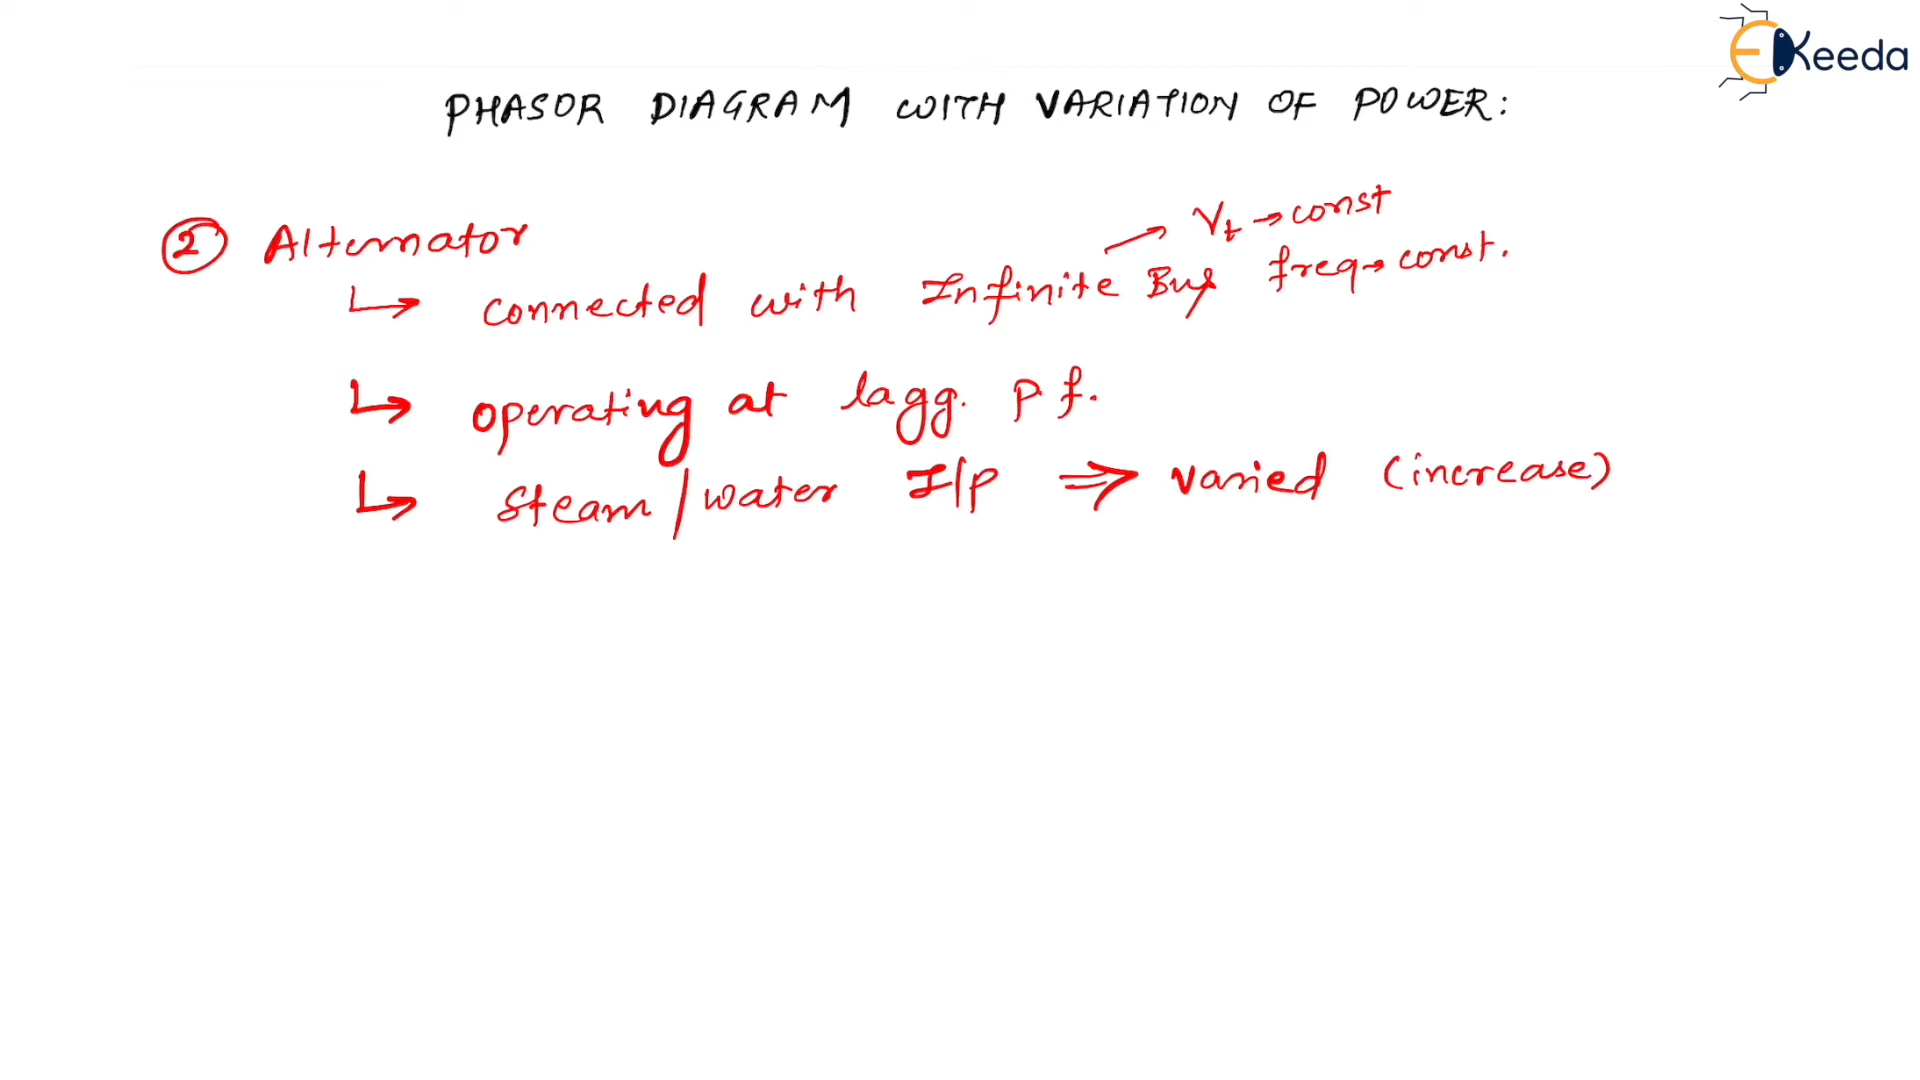 EKeeda
PHASOR DIAGRAM WITH VARIATION OF POWER:
② Alternator
↳ connected with Infinite Bus → Vt → const
freq → const.
↳ operating at lagg. p.f.
↳ steam/water I/p ⇒ varied (increase)